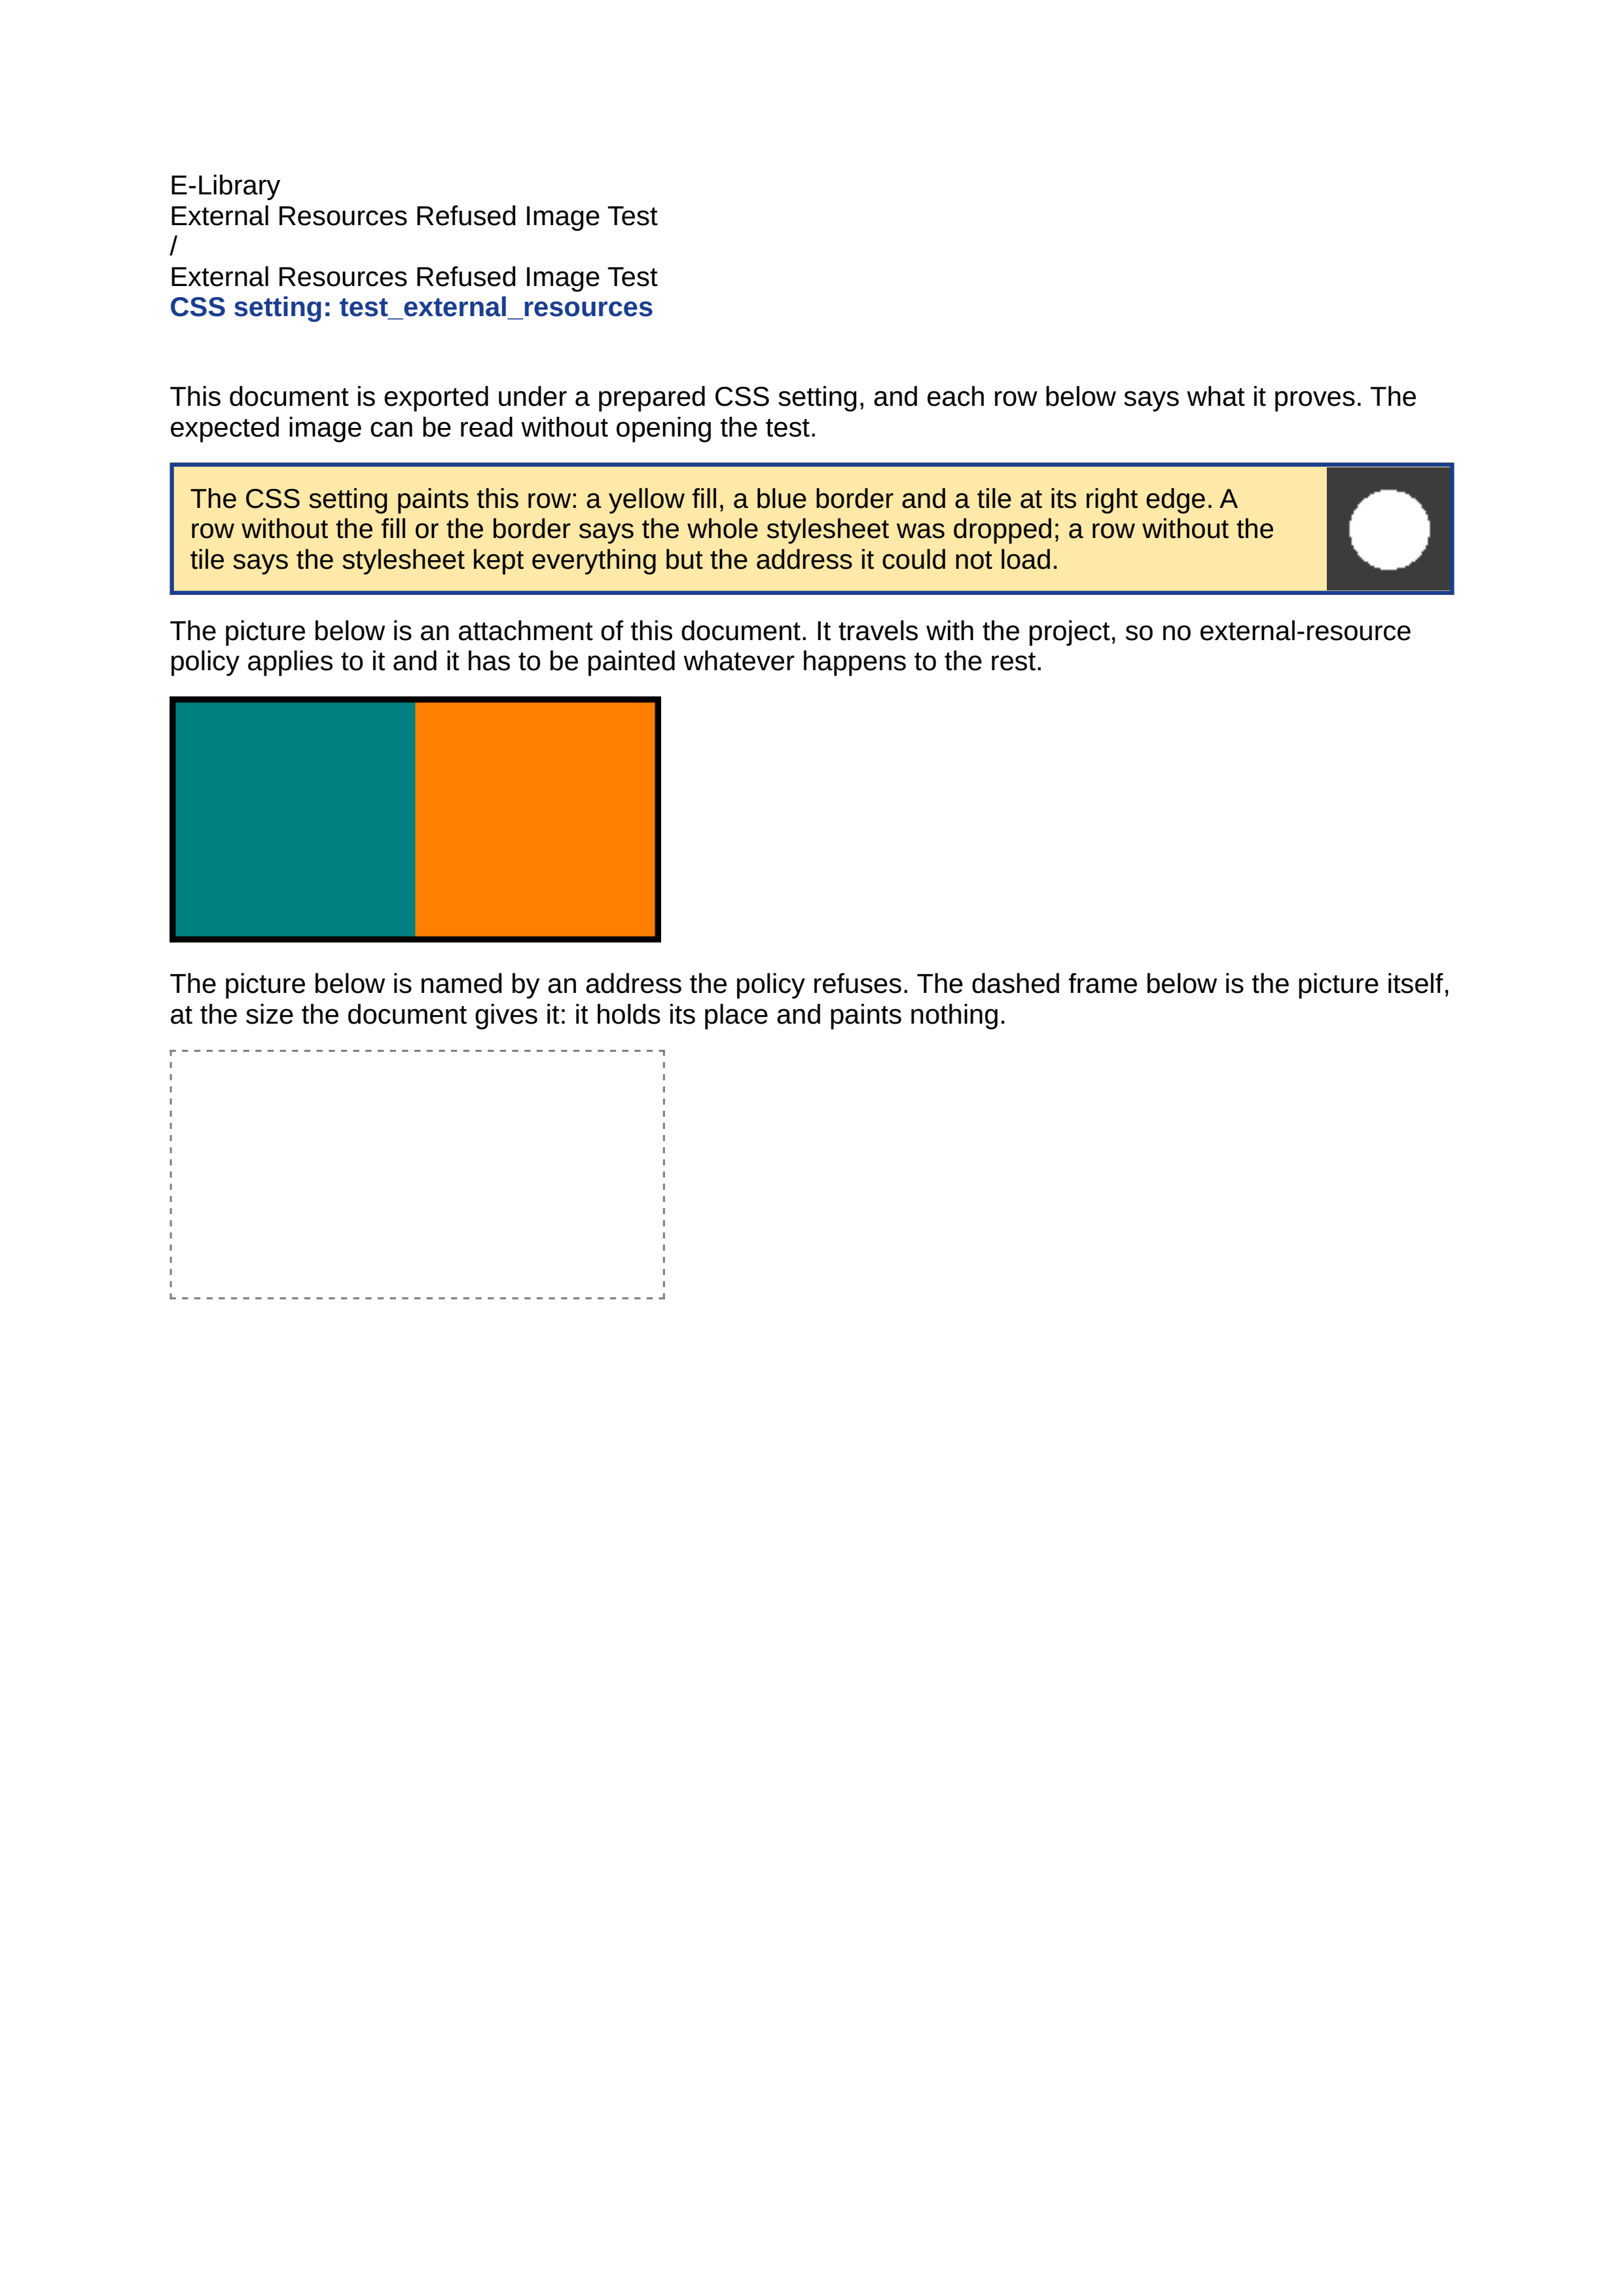 E-Library
External Resources Refused Image Test
/
External Resources Refused Image Test
CSS setting: test_external_resources
This document is exported under a prepared CSS setting, and each row below says what it proves. The
expected image can be read without opening the test.
The CSS setting paints this row: a yellow fill, a blue border and a tile at its right edge. A
row without the fill or the border says the whole stylesheet was dropped; a row without the
tile says the stylesheet kept everything but the address it could not load.
The picture below is an attachment of this document. It travels with the project, so no external-resource
policy applies to it and it has to be painted whatever happens to the rest.
The picture below is named by an address the policy refuses. The dashed frame below is the picture itself,
at the size the document gives it: it holds its place and paints nothing.